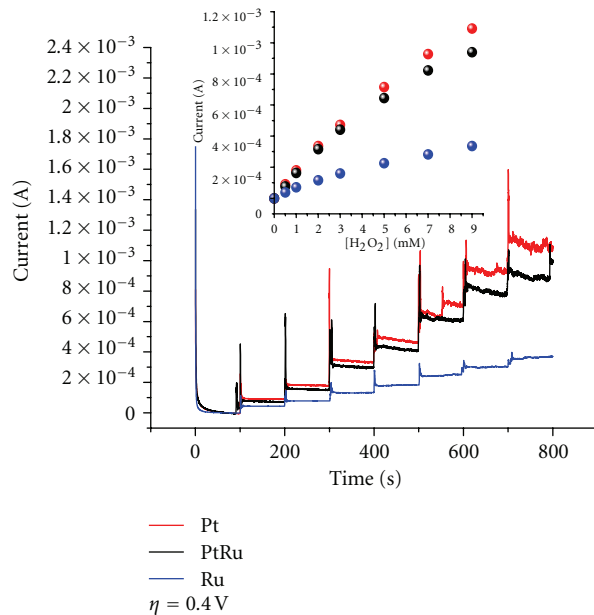 1.2 × 10⁻³
1 × 10⁻³
8 × 10⁻⁴
6 × 10⁻⁴
4 × 10⁻⁴
2 × 10⁻⁴
0
Current (A)
0 1 2 3 4 5 6 7 8 9
[H₂O₂] (mM)
2.4 × 10⁻³
2.2 × 10⁻³
2 × 10⁻³
1.8 × 10⁻³
1.6 × 10⁻³
1.4 × 10⁻³
1.2 × 10⁻³
1 × 10⁻³
8 × 10⁻⁴
6 × 10⁻⁴
4 × 10⁻⁴
2 × 10⁻⁴
0
Current (A)
0 200 400 600 800
Time (s)
Pt
PtRu
Ru
η = 0.4 V